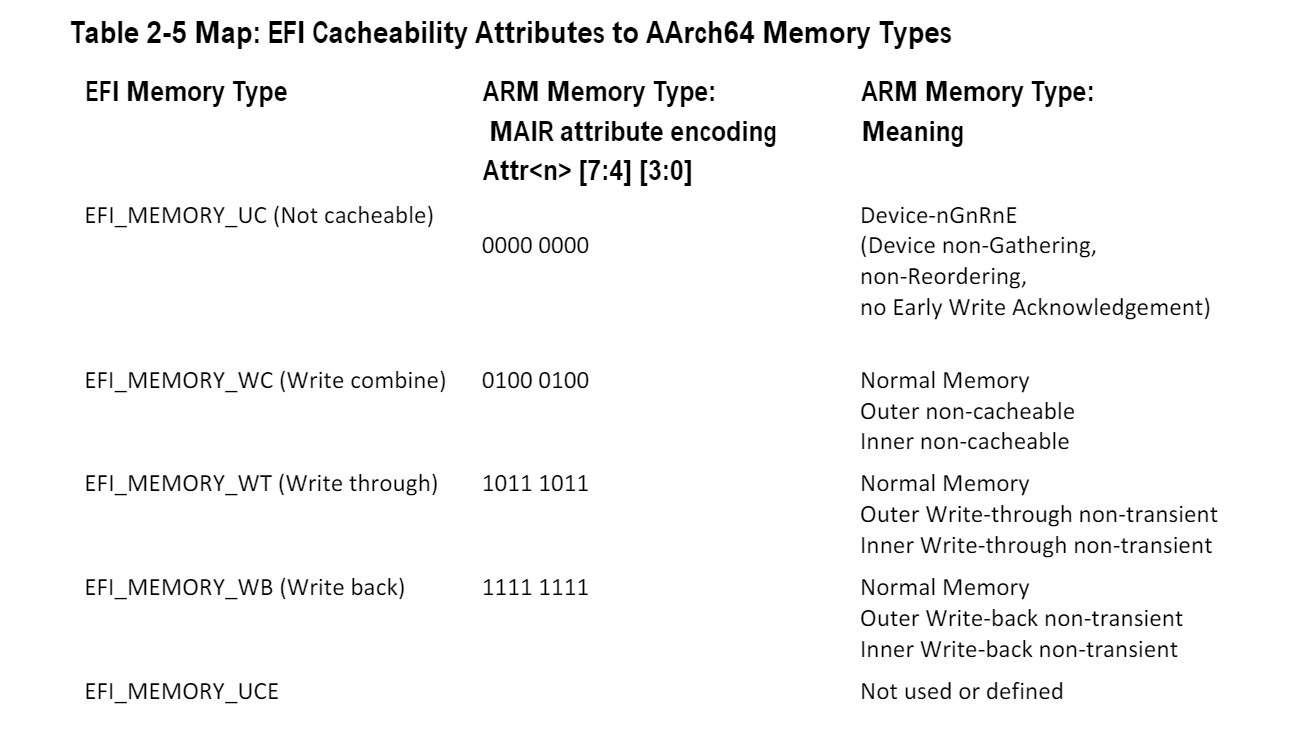 Table 2-5 Map: EFI Cacheability Attributes to AArch64 Memory Types
EFI Memory Type
ARM Memory Type:
MAIR attribute encoding
Attr<n> [7:4] [3:0]
ARM Memory Type:
Meaning
EFI_MEMORY_UC (Not cacheable)
0000 0000
Device-nGnRnE
(Device non-Gathering,
non-Reordering,
no Early Write Acknowledgement)
EFI_MEMORY_WC (Write combine)
0100 0100
Normal Memory
Outer non-cacheable
Inner non-cacheable
EFI_MEMORY_WT (Write through)
1011 1011
Normal Memory
Outer Write-through non-transient
Inner Write-through non-transient
EFI_MEMORY_WB (Write back)
1111 1111
Normal Memory
Outer Write-back non-transient
Inner Write-back non-transient
EFI_MEMORY_UCE
Not used or defined